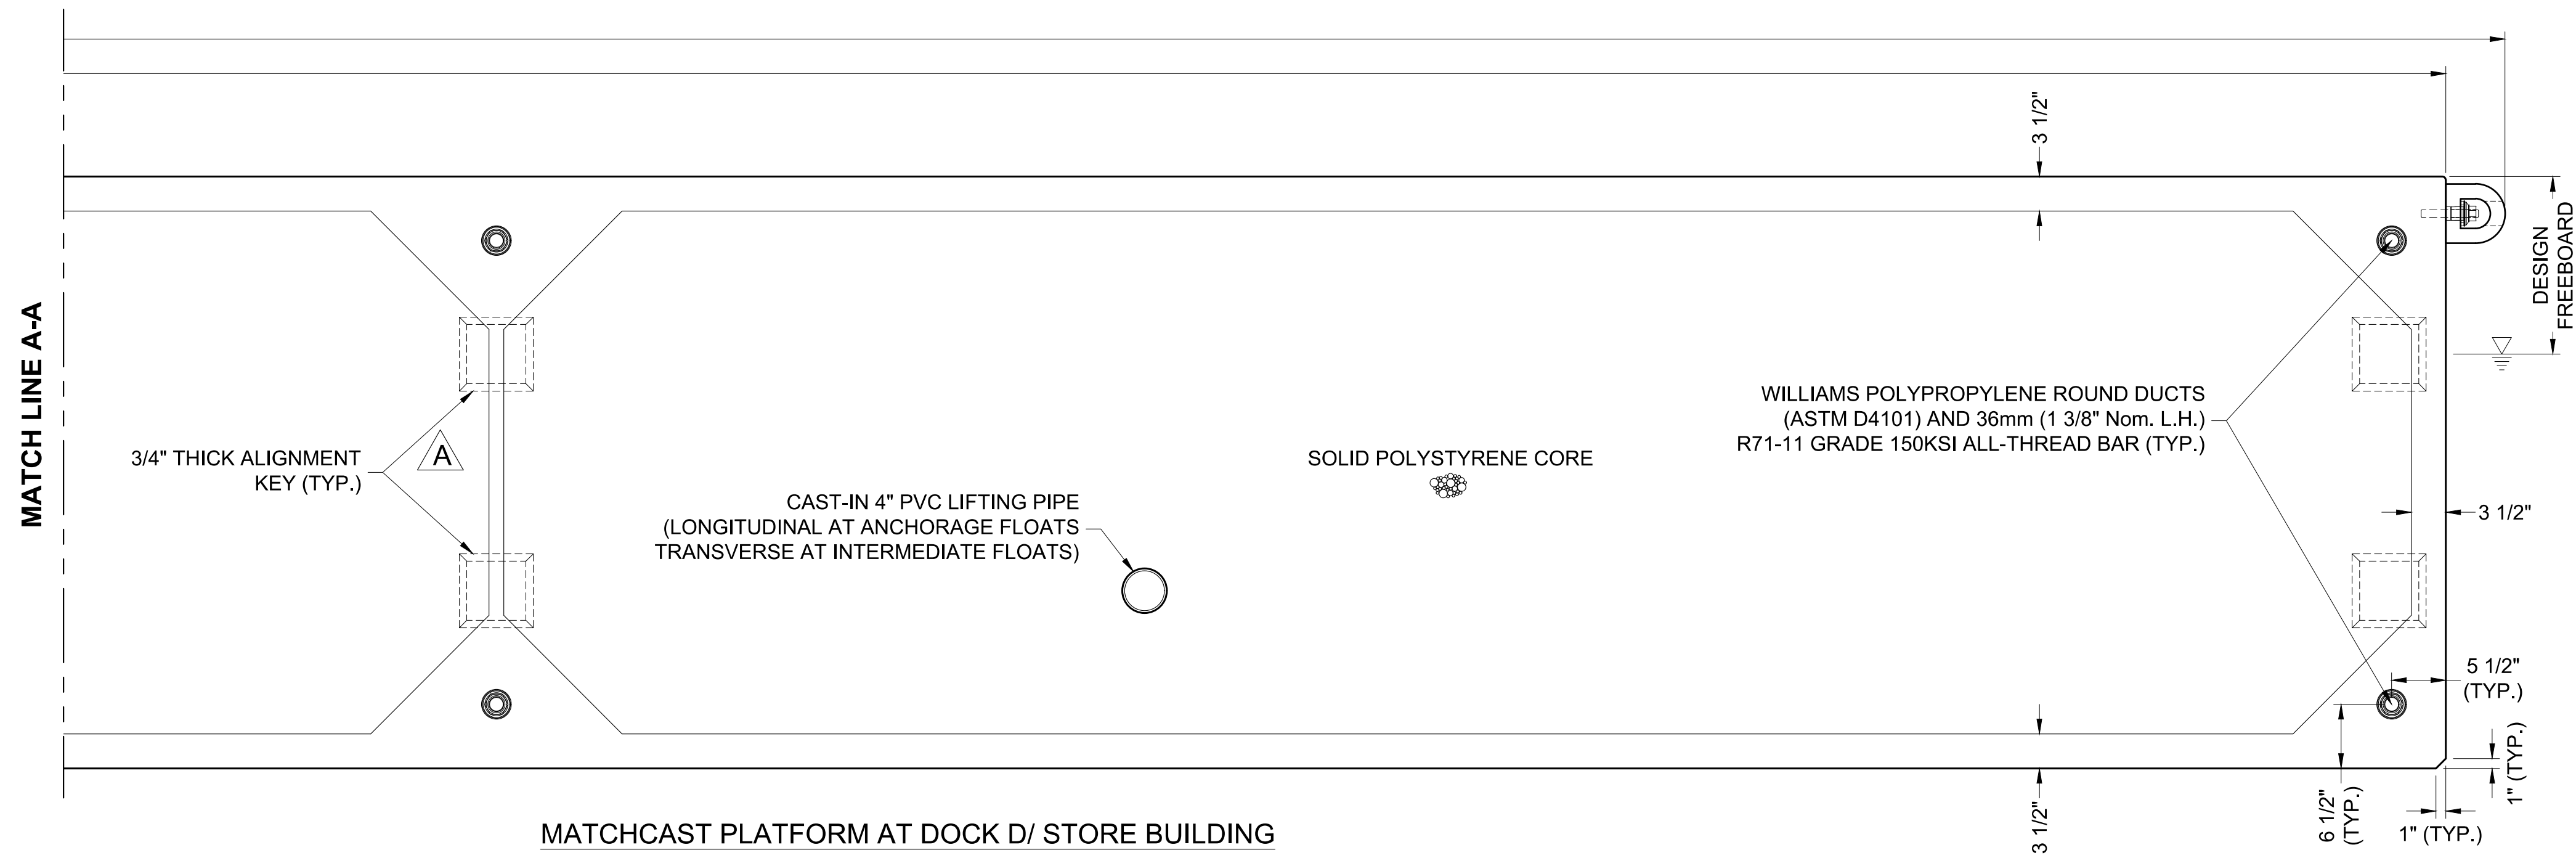 3 1/2"
DESIGN
FREEBOARD
MATCH LINE A-A
3/4" THICK ALIGNMENT
KEY (TYP.)
A
CAST-IN 4" PVC LIFTING PIPE
(LONGITUDINAL AT ANCHORAGE FLOATS
TRANSVERSE AT INTERMEDIATE FLOATS)
SOLID POLYSTYRENE CORE
WILLIAMS POLYPROPYLENE ROUND DUCTS
(ASTM D4101) AND 36mm (1 3/8" Nom. L.H.)
R71-11 GRADE 150KSI ALL-THREAD BAR (TYP.)
3 1/2"
5 1/2"
(TYP.)
1" (TYP.)
3 1/2"
6 1/2"
(TYP.)
1" (TYP.)
MATCHCAST PLATFORM AT DOCK D/ STORE BUILDING